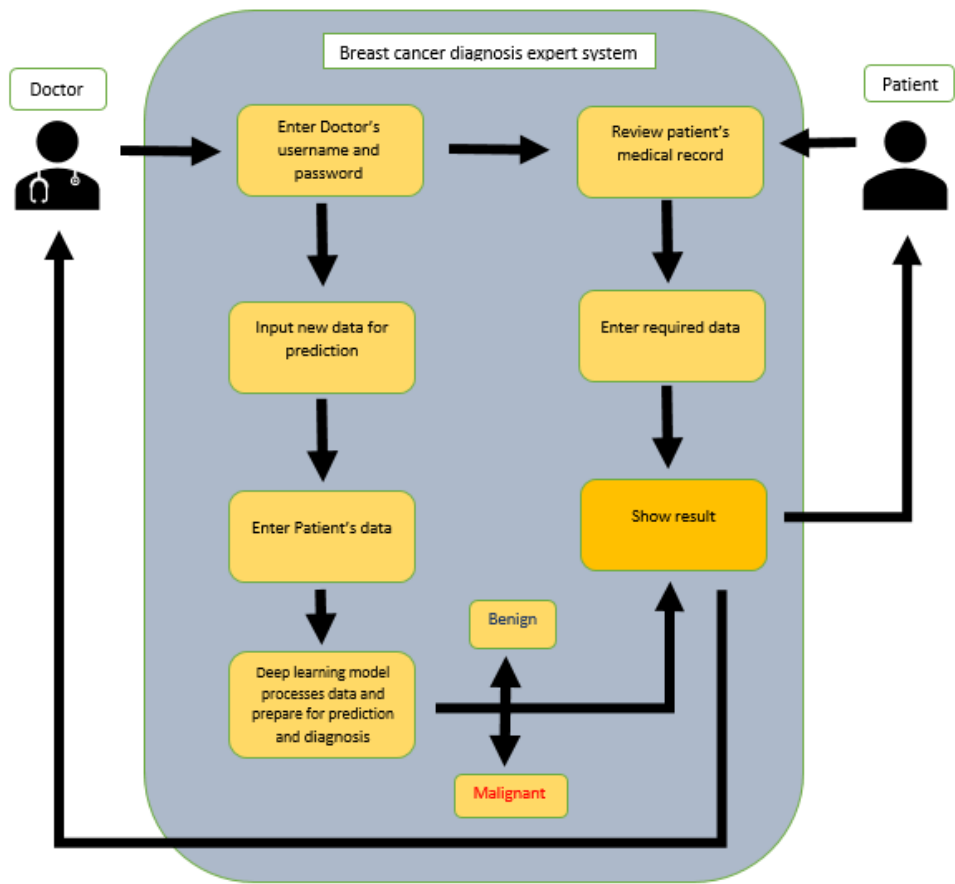 Breast cancer diagnosis expert system
Doctor
Patient
Enter Doctor's
username and
password
Review patient's
medical record
Input new data for
prediction
Enter required data
Enter Patient's data
Show result
Benign
Deep learning model
processes data and
prepare for prediction
and diagnosis
Malignant